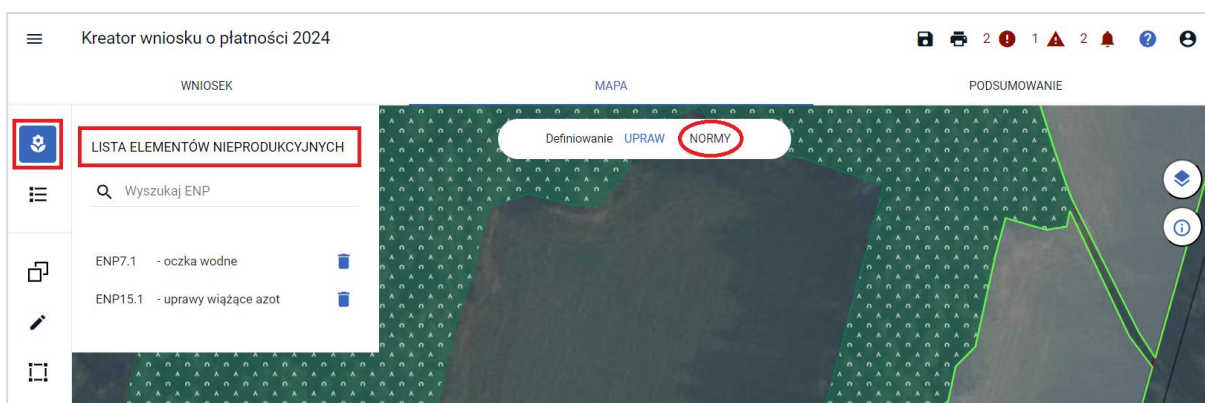 Kreator wniosku o płatności 2024
2 1 2
WNIOSEK MAPA PODSUMOWANIE
LISTA ELEMENTÓW NIEPRODUKCYJNYCH
Definiowanie UPRAW NORMY
Wyszukaj ENP
ENP7.1 - oczka wodne
ENP15.1 - uprawy wiążące azot